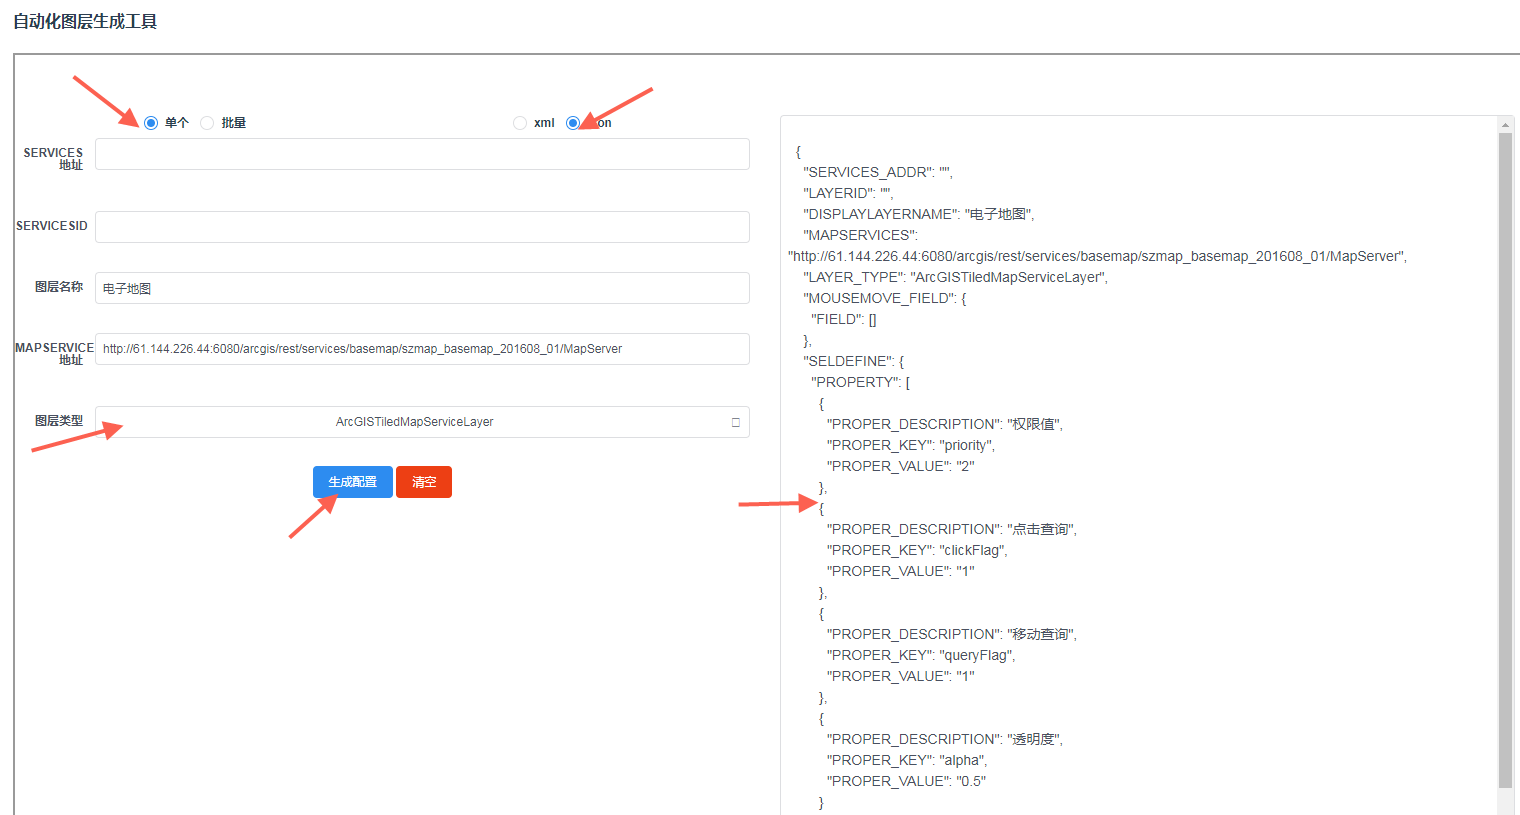 自动化图层生成工具
单个 批量 xml on
SERVICES
地址
SERVICESID
图层名称 电子地图
MAPSERVICE
地址 http://61.144.226.44:6080/arcgis/rest/services/basemap/szmap_basemap_201608_01/MapServer
图层类型 ArcGISTiledMapServiceLayer
生成配置 清空
{
"SERVICES_ADDR": "",
"LAYERID": "",
"DISPLAYLAYERNAME": "电子地图",
"MAPSERVICES":
"http://61.144.226.44:6080/arcgis/rest/services/basemap/szmap_basemap_201608_01/MapServer",
"LAYER_TYPE": "ArcGISTiledMapServiceLayer",
"MOUSEMOVE_FIELD": {
"FIELD": []
},
"SELDEFINE": {
"PROPERTY": [
{
"PROPER_DESCRIPTION": "权限值",
"PROPER_KEY": "priority",
"PROPER_VALUE": "2"
},
{
"PROPER_DESCRIPTION": "点击查询",
"PROPER_KEY": "clickFlag",
"PROPER_VALUE": "1"
},
{
"PROPER_DESCRIPTION": "移动查询",
"PROPER_KEY": "queryFlag",
"PROPER_VALUE": "1"
},
{
"PROPER_DESCRIPTION": "透明度",
"PROPER_KEY": "alpha",
"PROPER_VALUE": "0.5"
}